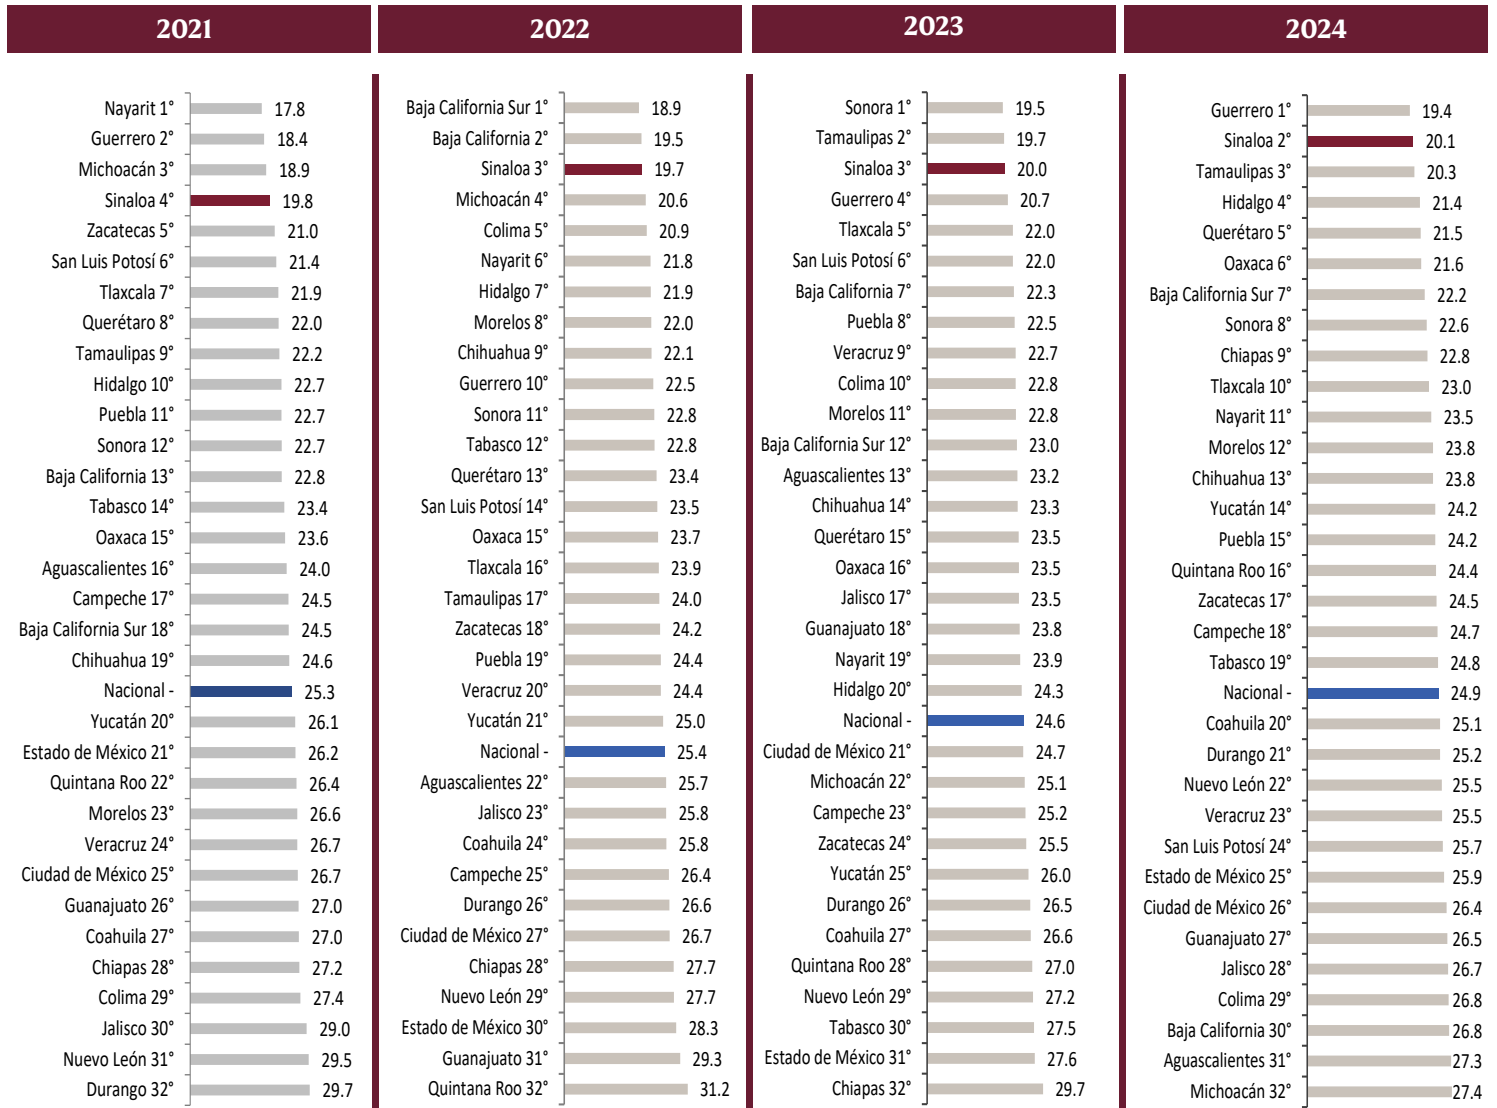 2021
Nayarit 1° 17.8
Guerrero 2° 18.4
Michoacán 3° 18.9
Sinaloa 4° 19.8
Zacatecas 5° 21.0
San Luis Potosí 6° 21.4
Tlaxcala 7° 21.9
Querétaro 8° 22.0
Tamaulipas 9° 22.2
Hidalgo 10° 22.7
Puebla 11° 22.7
Sonora 12° 22.7
Baja California 13° 22.8
Tabasco 14° 23.4
Oaxaca 15° 23.6
Aguascalientes 16° 24.0
Campeche 17° 24.5
Baja California Sur 18° 24.5
Chihuahua 19° 24.6
Nacional - 25.3
Yucatán 20° 26.1
Estado de México 21° 26.2
Quintana Roo 22° 26.4
Morelos 23° 26.6
Veracruz 24° 26.7
Ciudad de México 25° 26.7
Guanajuato 26° 27.0
Coahuila 27° 27.0
Chiapas 28° 27.2
Colima 29° 27.4
Jalisco 30° 29.0
Nuevo León 31° 29.5
Durango 32° 29.7
2022
Baja California Sur 1° 18.9
Baja California 2° 19.5
Sinaloa 3° 19.7
Michoacán 4° 20.6
Colima 5° 20.9
Nayarit 6° 21.8
Hidalgo 7° 21.9
Morelos 8° 22.0
Chihuahua 9° 22.1
Guerrero 10° 22.5
Sonora 11° 22.8
Tabasco 12° 22.8
Querétaro 13° 23.4
San Luis Potosí 14° 23.5
Oaxaca 15° 23.7
Tlaxcala 16° 23.9
Tamaulipas 17° 24.0
Zacatecas 18° 24.2
Puebla 19° 24.4
Veracruz 20° 24.4
Yucatán 21° 25.0
Nacional - 25.4
Aguascalientes 22° 25.7
Jalisco 23° 25.8
Coahuila 24° 25.8
Campeche 25° 26.4
Durango 26° 26.6
Ciudad de México 27° 26.7
Chiapas 28° 27.7
Nuevo León 29° 27.7
Estado de México 30° 28.3
Guanajuato 31° 29.3
Quintana Roo 32° 31.2
2023
Sonora 1° 19.5
Tamaulipas 2° 19.7
Sinaloa 3° 20.0
Guerrero 4° 20.7
Tlaxcala 5° 22.0
San Luis Potosí 6° 22.0
Baja California 7° 22.3
Puebla 8° 22.5
Veracruz 9° 22.7
Colima 10° 22.8
Morelos 11° 22.8
Baja California Sur 12° 23.0
Aguascalientes 13° 23.2
Chihuahua 14° 23.3
Querétaro 15° 23.5
Oaxaca 16° 23.5
Jalisco 17° 23.5
Guanajuato 18° 23.8
Nayarit 19° 23.9
Hidalgo 20° 24.3
Nacional - 24.6
Ciudad de México 21° 24.7
Michoacán 22° 25.1
Campeche 23° 25.2
Zacatecas 24° 25.5
Yucatán 25° 26.0
Durango 26° 26.5
Coahuila 27° 26.6
Quintana Roo 28° 27.0
Nuevo León 29° 27.2
Tabasco 30° 27.5
Estado de México 31° 27.6
Chiapas 32° 29.7
2024
Guerrero 1° 19.4
Sinaloa 2° 20.1
Tamaulipas 3° 20.3
Hidalgo 4° 21.4
Querétaro 5° 21.5
Oaxaca 6° 21.6
Baja California Sur 7° 22.2
Sonora 8° 22.6
Chiapas 9° 22.8
Tlaxcala 10° 23.0
Nayarit 11° 23.5
Morelos 12° 23.8
Chihuahua 13° 23.8
Yucatán 14° 24.2
Puebla 15° 24.2
Quintana Roo 16° 24.4
Zacatecas 17° 24.5
Campeche 18° 24.7
Tabasco 19° 24.8
Nacional - 24.9
Coahuila 20° 25.1
Durango 21° 25.2
Nuevo León 22° 25.5
Veracruz 23° 25.5
San Luis Potosí 24° 25.7
Estado de México 25° 25.9
Ciudad de México 26° 26.4
Guanajuato 27° 26.5
Jalisco 28° 26.7
Colima 29° 26.8
Baja California 30° 26.8
Aguascalientes 31° 27.3
Michoacán 32° 27.4